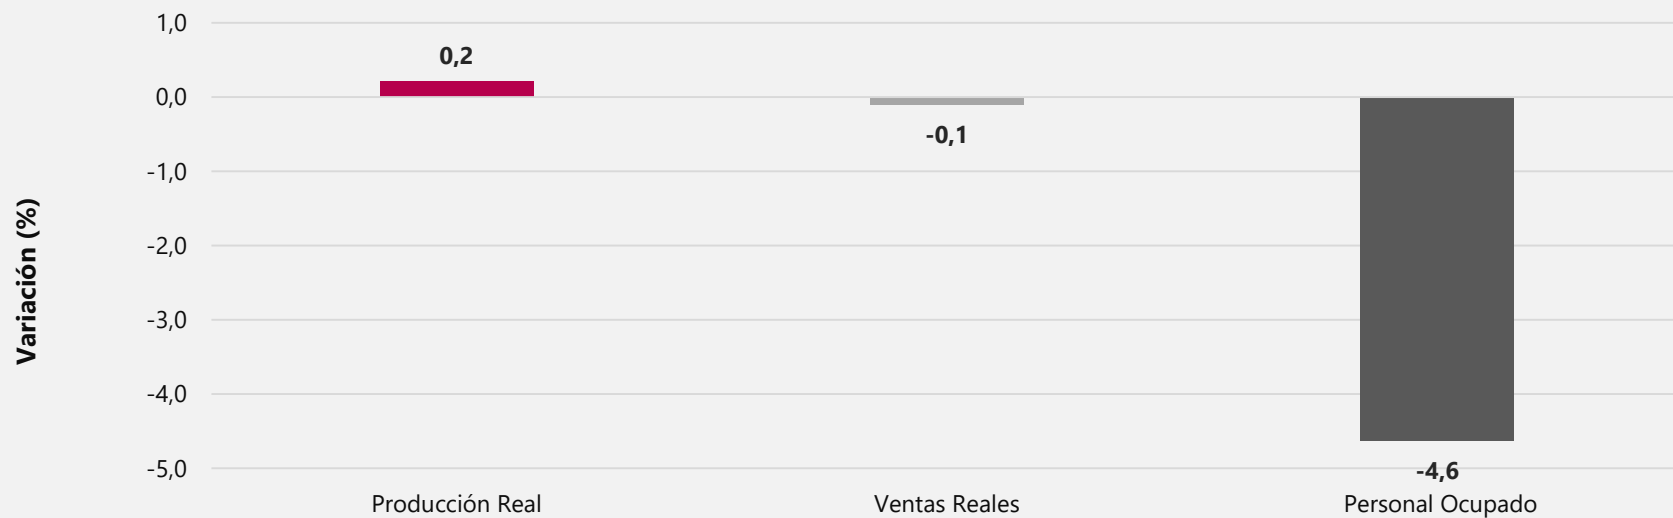 Variación (%)
1,0
0,0
-1,0
-2,0
-3,0
-4,0
-5,0
0,2
-0,1
-4,6
Producción Real
Ventas Reales
Personal Ocupado